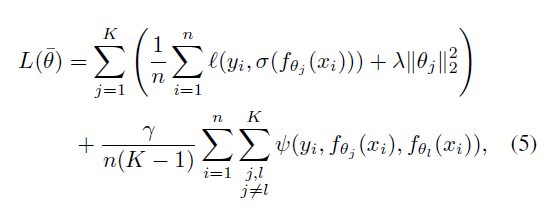 L(θ̄) = ∑_{j=1}^{K} ( 1/n ∑_{i=1}^{n} ℓ(y_i, σ(f_{θ_j}(x_i))) + λ‖θ_j‖_2^2 )
+ γ/(n(K − 1)) ∑_{i=1}^{n} ∑_{j,l j≠l}^{K} ψ(y_i, f_{θ_j}(x_i), f_{θ_l}(x_i)), (5)